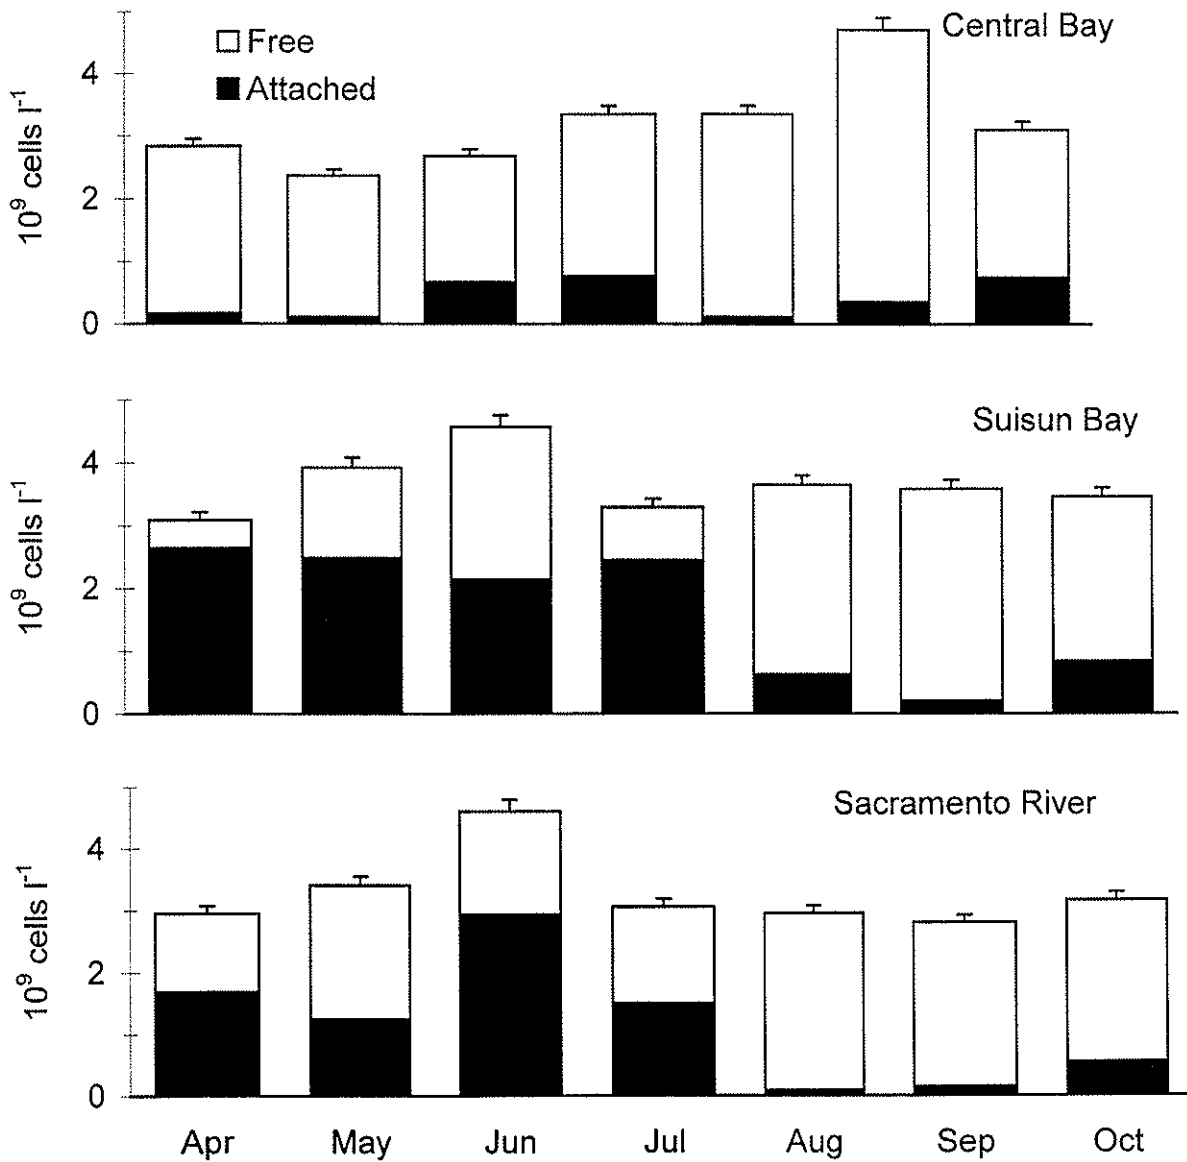 Central Bay
Free
Attached
4
2
0
10⁹ cells l⁻¹
Suisun Bay
4
2
0
10⁹ cells l⁻¹
Sacramento River
4
2
0
10⁹ cells l⁻¹
Apr May Jun Jul Aug Sep Oct